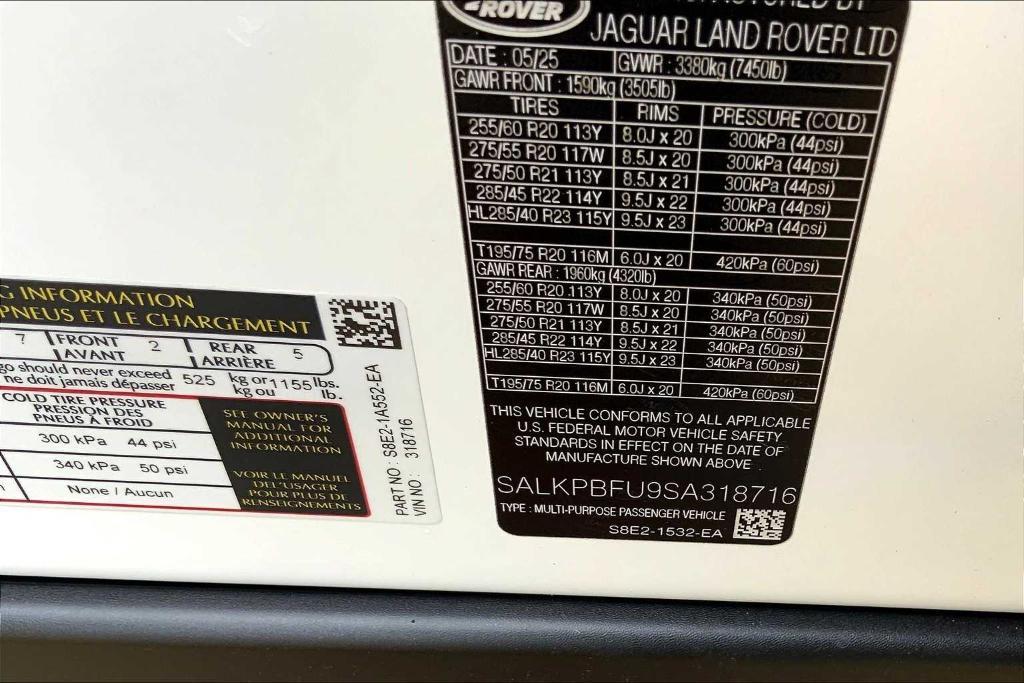 ROVER
JAGUAR LAND ROVER LTD
DATE : 05/25 GVWR : 3380kg (7450lb)
GAWR FRONT : 1590kg (3505lb)
TIRES RIMS PRESSURE (COLD)
255/60 R20 113Y 8.0J x 20 300kPa (44psi)
275/55 R20 117W 8.5J x 20 300kPa (44psi)
275/50 R21 113Y 8.5J x 21 300kPa (44psi)
285/45 R22 114Y 9.5J x 22 300kPa (44psi)
HL285/40 R23 115Y 9.5J x 23 300kPa (44psi)
T195/75 R20 116M 6.0J x 20 420kPa (60psi)
GAWR REAR : 1960kg (4320lb)
255/60 R20 113Y 8.0J x 20 340kPa (50psi)
275/55 R20 117W 8.5J x 20 340kPa (50psi)
275/50 R21 113Y 8.5J x 21 340kPa (50psi)
285/45 R22 114Y 9.5J x 22 340kPa (50psi)
HL285/40 R23 115Y 9.5J x 23 340kPa (50psi)
T195/75 R20 116M 6.0J x 20 420kPa (60psi)
THIS VEHICLE CONFORMS TO ALL APPLICABLE
U.S. FEDERAL MOTOR VEHICLE SAFETY
STANDARDS IN EFFECT ON THE DATE OF
MANUFACTURE SHOWN ABOVE
SALKPBFU9SA318716
TYPE : MULTI-PURPOSE PASSENGER VEHICLE
S8E2-1532-EA
G INFORMATION
PNEUS ET LE CHARGEMENT
7 FRONT 2 REAR 5
AVANT ARRIÈRE
go should never exceed 525 kg or 1155 lbs.
ne doit jamais dépasser kg ou lb.
COLD TIRE PRESSURE
PRESSION DES
PNEUS À FROID
300 kPa 44 psi
340 kPa 50 psi
None / Aucun
SEE OWNER'S
MANUAL FOR
ADDITIONAL
INFORMATION
VOIR LE MANUEL
DE L'USAGER
POUR PLUS DE
RENSEIGNEMENTS
PART NO : S8E2-1A552-EA
VIN NO : 318716